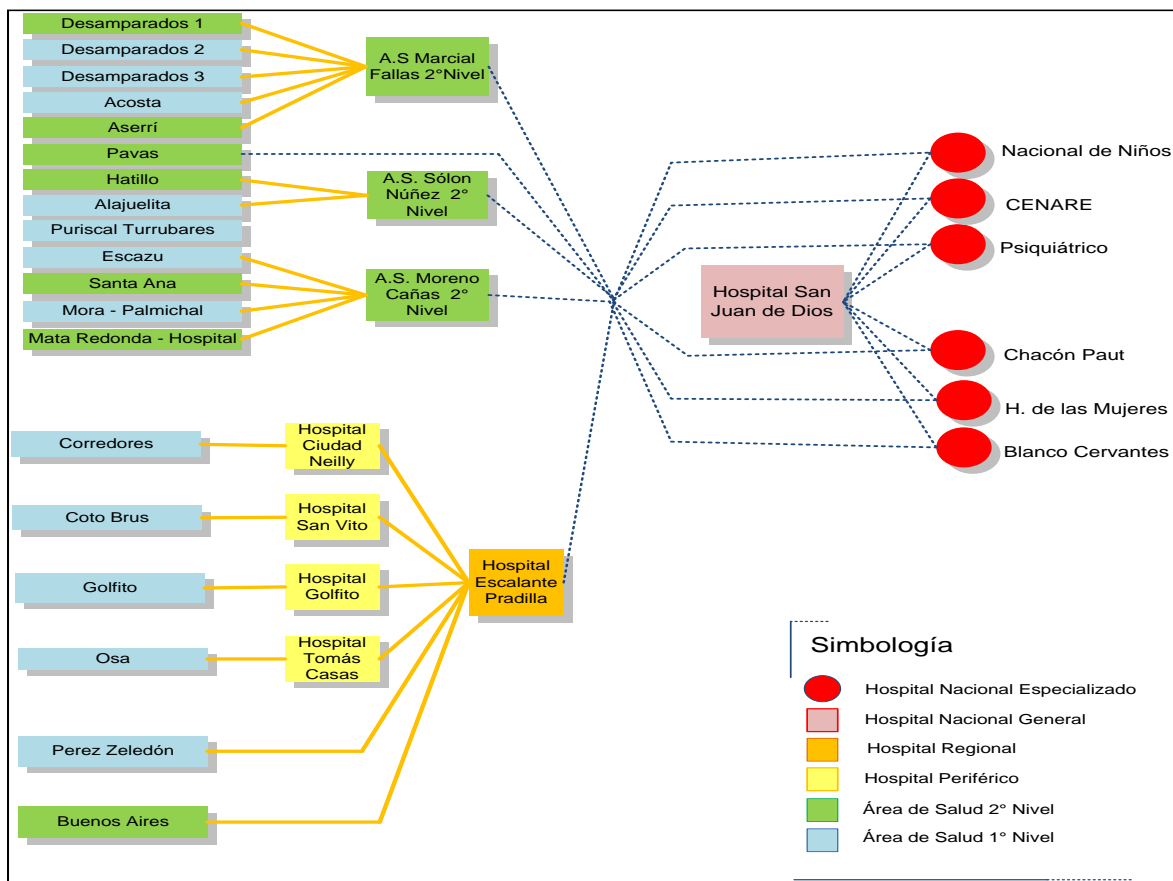 Desamparados 1
Desamparados 2
Desamparados 3
Acosta
Aserrí
Pavas
Hatillo
Alajuelita
Puriscal Turrubares
Escazu
Santa Ana
Mora - Palmichal
Mata Redonda - Hospital
A.S Marcial
Fallas 2°Nivel
A.S. Sólon
Núñez 2°
Nivel
A.S. Moreno
Cañas 2°
Nivel
Hospital San
Juan de Dios
Nacional de Niños
CENARE
Psiquiátrico
Chacón Paut
H. de las Mujeres
Blanco Cervantes
Corredores
Coto Brus
Golfito
Osa
Perez Zeledón
Buenos Aires
Hospital
Ciudad
Neilly
Hospital
San Vito
Hospital
Golfito
Hospital
Tomás
Casas
Hospital
Escalante
Pradilla
Simbología
Hospital Nacional Especializado
Hospital Nacional General
Hospital Regional
Hospital Periférico
Área de Salud 2° Nivel
Área de Salud 1° Nivel